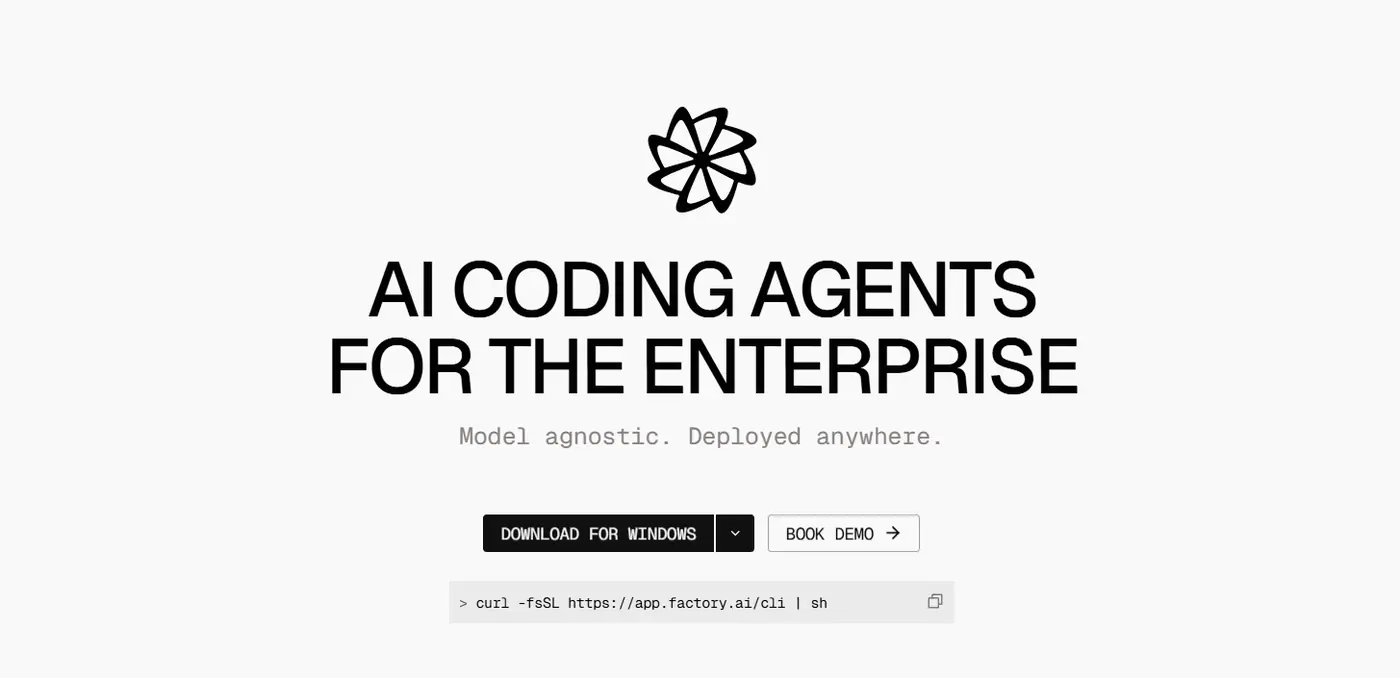 AI CODING AGENTS
FOR THE ENTERPRISE
Model agnostic. Deployed anywhere.
DOWNLOAD FOR WINDOWS
BOOK DEMO →
> curl -fsSL https://app.factory.ai/cli | sh